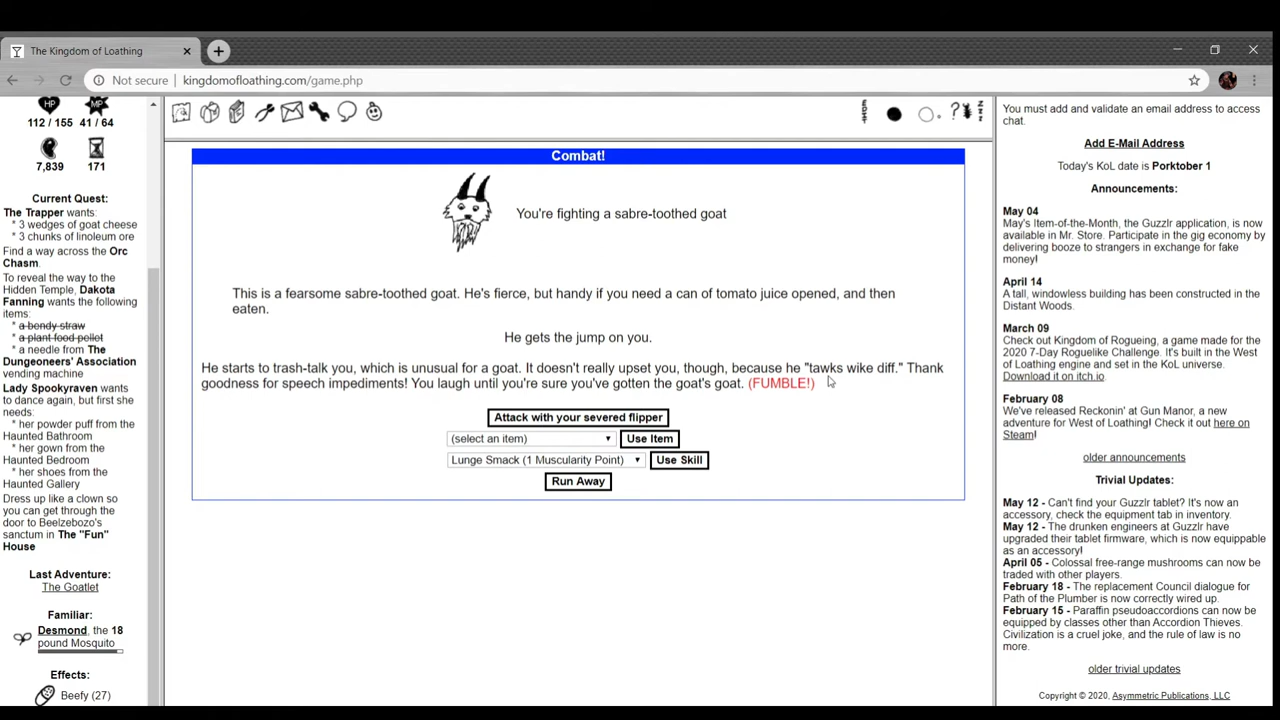 The Kingdom of Loathing
Not secure | kingdomofloathing.com/game.php
HP MP
112 / 155 41 / 64
7,839 171
Current Quest:
The Trapper wants:
* 3 wedges of goat cheese
* 3 chunks of linoleum ore
Find a way across the Orc
Chasm.
To reveal the way to the
Hidden Temple, Dakota
Fanning wants the following
items:
* a bendy straw
* a plant food pellet
* a needle from The
Dungeoneers' Association
vending machine
Lady Spookyraven wants
to dance again, but first she
needs:
* her powder puff from the
Haunted Bathroom
* her gown from the
Haunted Bedroom
* her shoes from the
Haunted Gallery
Dress up like a clown so
you can get through the
door to Beelzebozo's
sanctum in The "Fun"
House
Last Adventure:
The Goatlet
Familiar:
Desmond, the 18
pound Mosquito
Effects:
Beefy (27)
Combat!
You're fighting a sabre-toothed goat
This is a fearsome sabre-toothed goat. He's fierce, but handy if you need a can of tomato juice opened, and then
eaten.
He gets the jump on you.
He starts to trash-talk you, which is unusual for a goat. It doesn't really upset you, though, because he "tawks wike diff." Thank
goodness for speech impediments! You laugh until you're sure you've gotten the goat's goat. (FUMBLE!)
Attack with your severed flipper
(select an item) Use Item
Lunge Smack (1 Muscularity Point) Use Skill
Run Away
You must add and validate an email address to access
chat.
Add E-Mail Address
Today's KoL date is Porktober 1
Announcements:
May 04
May's Item-of-the-Month, the Guzzlr application, is now
available in Mr. Store. Participate in the gig economy by
delivering booze to strangers in exchange for fake
money!
April 14
A tall, windowless building has been constructed in the
Distant Woods.
March 09
Check out Kingdom of Rogueing, a game made for the
2020 7-Day Roguelike Challenge. It's built in the West
of Loathing engine and set in the KoL universe.
Download it on itch.io.
February 08
We've released Reckonin' at Gun Manor, a new
adventure for West of Loathing! Check it out here on
Steam!
older announcements
Trivial Updates:
May 12 - Can't find your Guzzlr tablet? It's now an
accessory, check the equipment tab in inventory.
May 12 - The drunken engineers at Guzzlr have
upgraded their tablet firmware, which is now equippable
as an accessory!
April 05 - Colossal free-range mushrooms can now be
traded with other players.
February 18 - The replacement Council dialogue for
Path of the Plumber is now correctly wired up.
February 15 - Paraffin pseudoaccordions can now be
equipped by classes other than Accordion Thieves.
Civilization is a cruel joke, and the rule of law is no
more.
older trivial updates
Copyright © 2020, Asymmetric Publications, LLC